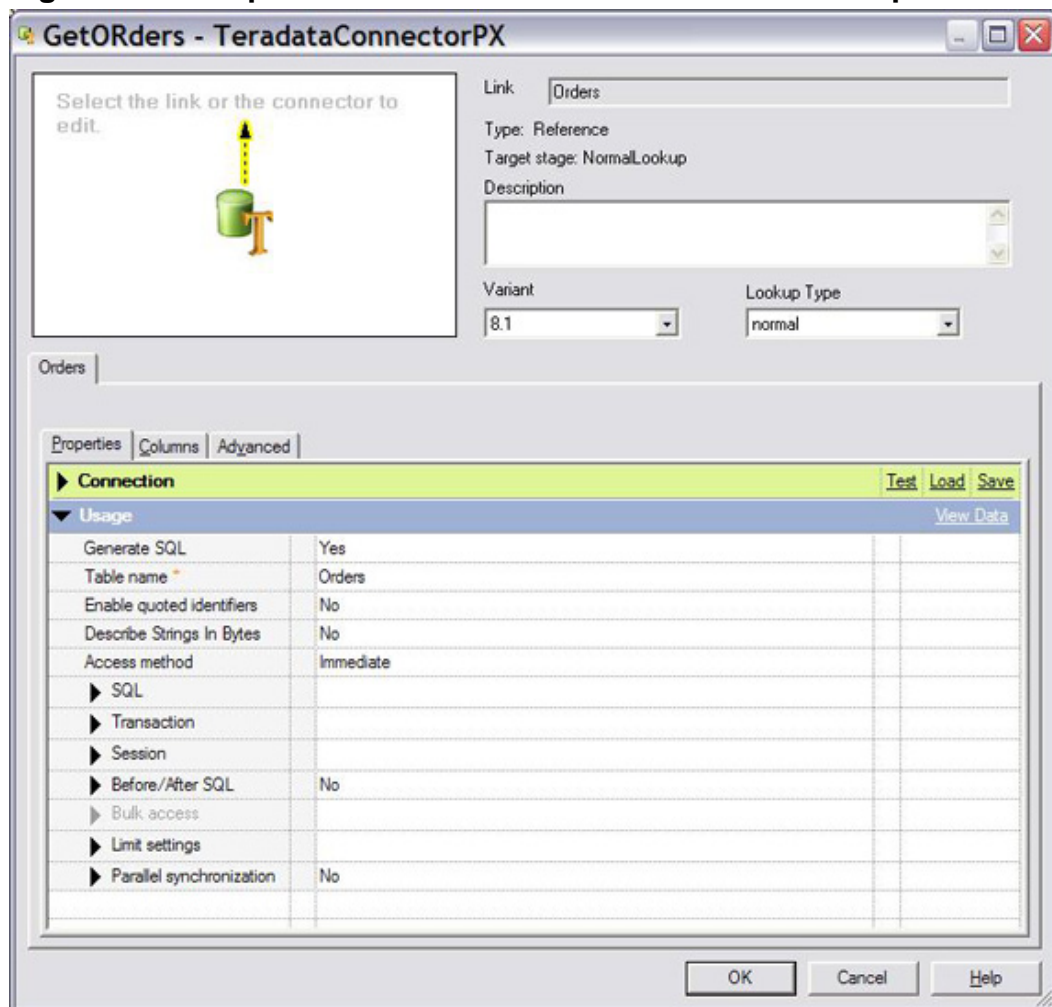 GetORders - TeradataConnectorPX
Select the link or the connector to
edit.
T
Link Orders
Type: Reference
Target stage: NormalLookup
Description
Variant Lookup Type
8.1 normal
Orders
Properties Columns Advanced
Connection Test Load Save
Usage View Data
Generate SQL Yes
Table name * Orders
Enable quoted identifiers No
Describe Strings In Bytes No
Access method Immediate
SQL
Transaction
Session
Before/After SQL No
Bulk access
Limit settings
Parallel synchronization No
OK Cancel Help